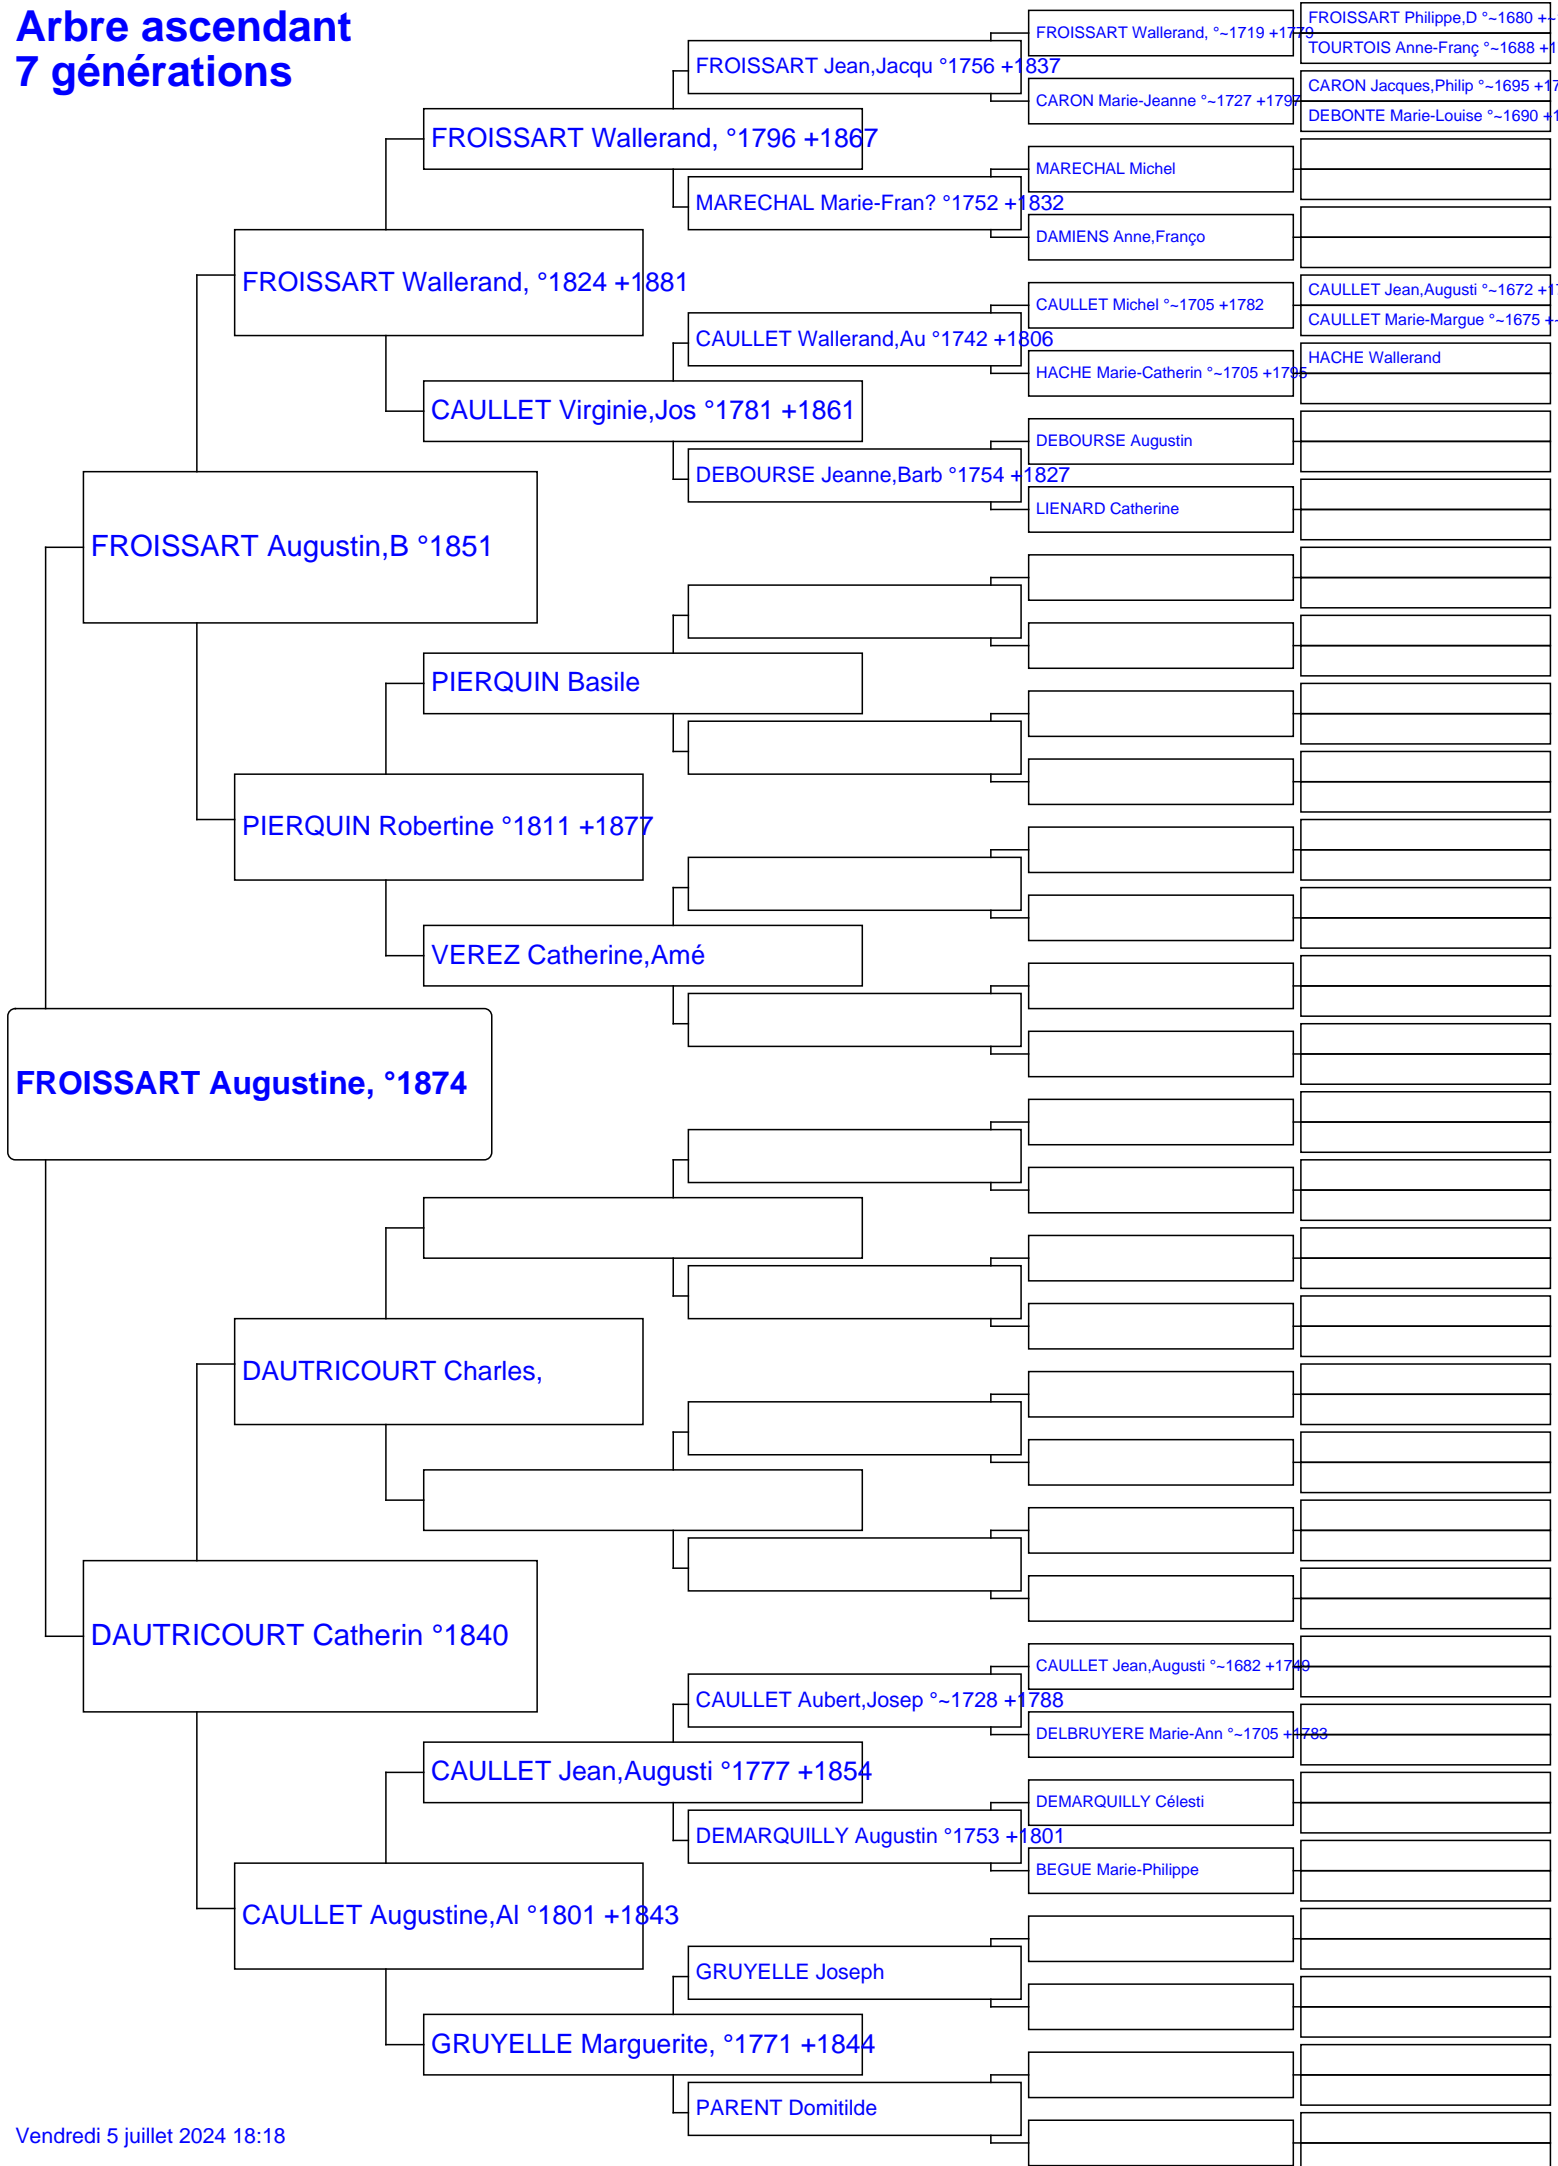 Arbre ascendant
7 générations
FROISSART Augustine, °1874
FROISSART Augustin,B °1851
DAUTRICOURT Catherin °1840
FROISSART Wallerand, °1824 +1881
PIERQUIN Robertine °1811 +1877
DAUTRICOURT Charles,
CAULLET Augustine,Al °1801 +1843
FROISSART Wallerand, °1796 +1867
CAULLET Virginie,Jos °1781 +1861
PIERQUIN Basile
VEREZ Catherine,Amé
CAULLET Jean,Augusti °1777 +1854
GRUYELLE Marguerite, °1771 +1844
FROISSART Jean,Jacqu °1756 +1837
MARECHAL Marie-Fran? °1752 +1832
CAULLET Wallerand,Au °1742 +1806
DEBOURSE Jeanne,Barb °1754 +1827
CAULLET Aubert,Josep °~1728 +1788
DEMARQUILLY Augustin °1753 +1801
GRUYELLE Joseph
PARENT Domitilde
FROISSART Wallerand, °~1719 +1779
CARON Marie-Jeanne °~1727 +1797
MARECHAL Michel
DAMIENS Anne,Franço
CAULLET Michel °~1705 +1782
HACHE Marie-Catherin °~1705 +1795
DEBOURSE Augustin
LIENARD Catherine
CAULLET Jean,Augusti °~1682 +1749
DELBRUYERE Marie-Ann °~1705 +1783
DEMARQUILLY Célesti
BEGUE Marie-Philippe
FROISSART Philippe,D °~1680 +~
TOURTOIS Anne-Franç °~1688 +1
CARON Jacques,Philip °~1695 +17
DEBONTE Marie-Louise °~1690 +1
CAULLET Jean,Augusti °~1672 +17
CAULLET Marie-Margue °~1675 +~
HACHE Wallerand
Vendredi 5 juillet 2024 18:18